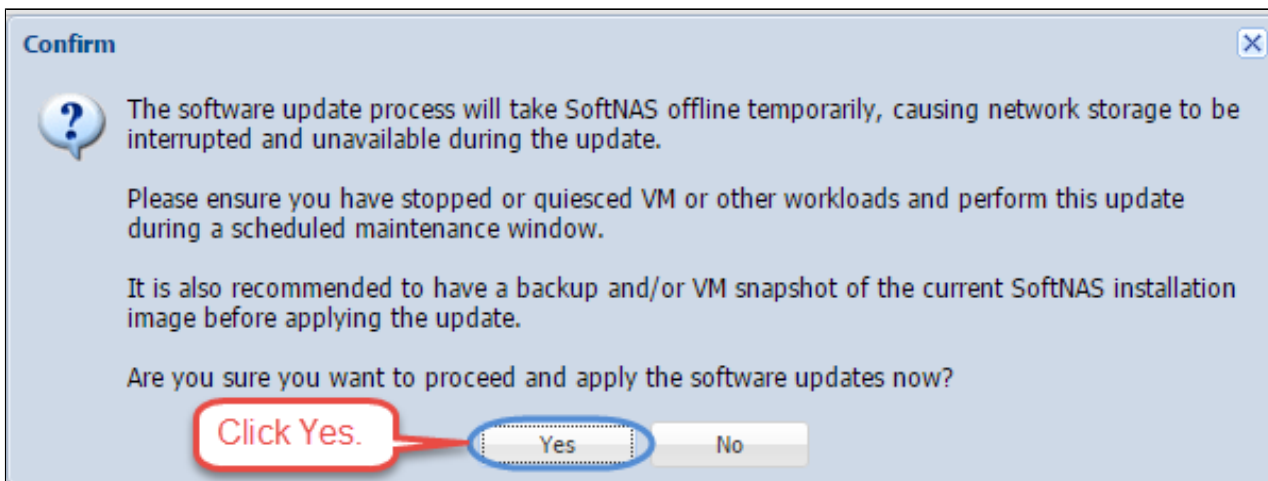 Confirm
The software update process will take SoftNAS offline temporarily, causing network storage to be
interrupted and unavailable during the update.
Please ensure you have stopped or quiesced VM or other workloads and perform this update
during a scheduled maintenance window.
It is also recommended to have a backup and/or VM snapshot of the current SoftNAS installation
image before applying the update.
Are you sure you want to proceed and apply the software updates now?
Click Yes. Yes No